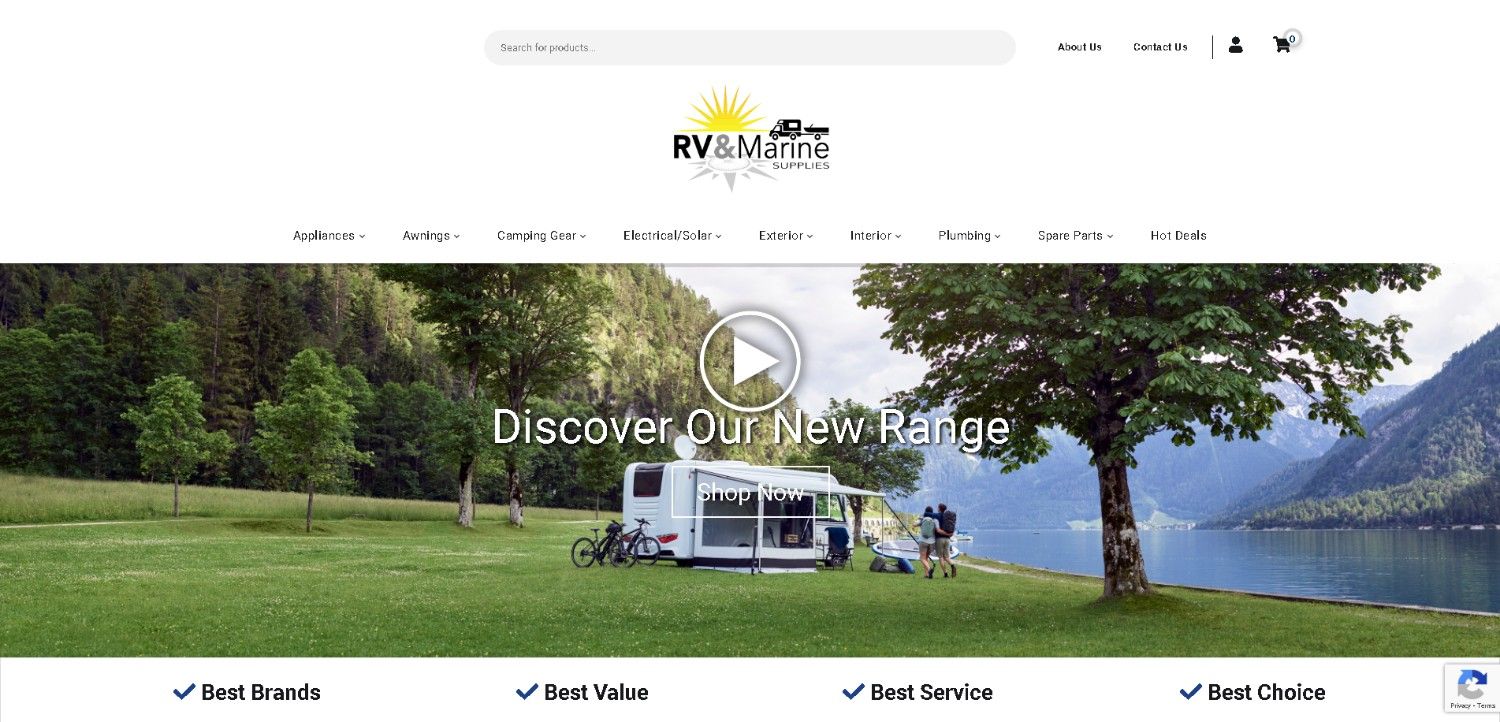 Search for products...
About Us
Contact Us
0
RV&Marine
SUPPLIES
Appliances
Awnings
Camping Gear
Electrical/Solar
Exterior
Interior
Plumbing
Spare Parts
Hot Deals
Discover Our New Range
Shop Now
Best Brands
Best Value
Best Service
Best Choice
Privacy - Terms